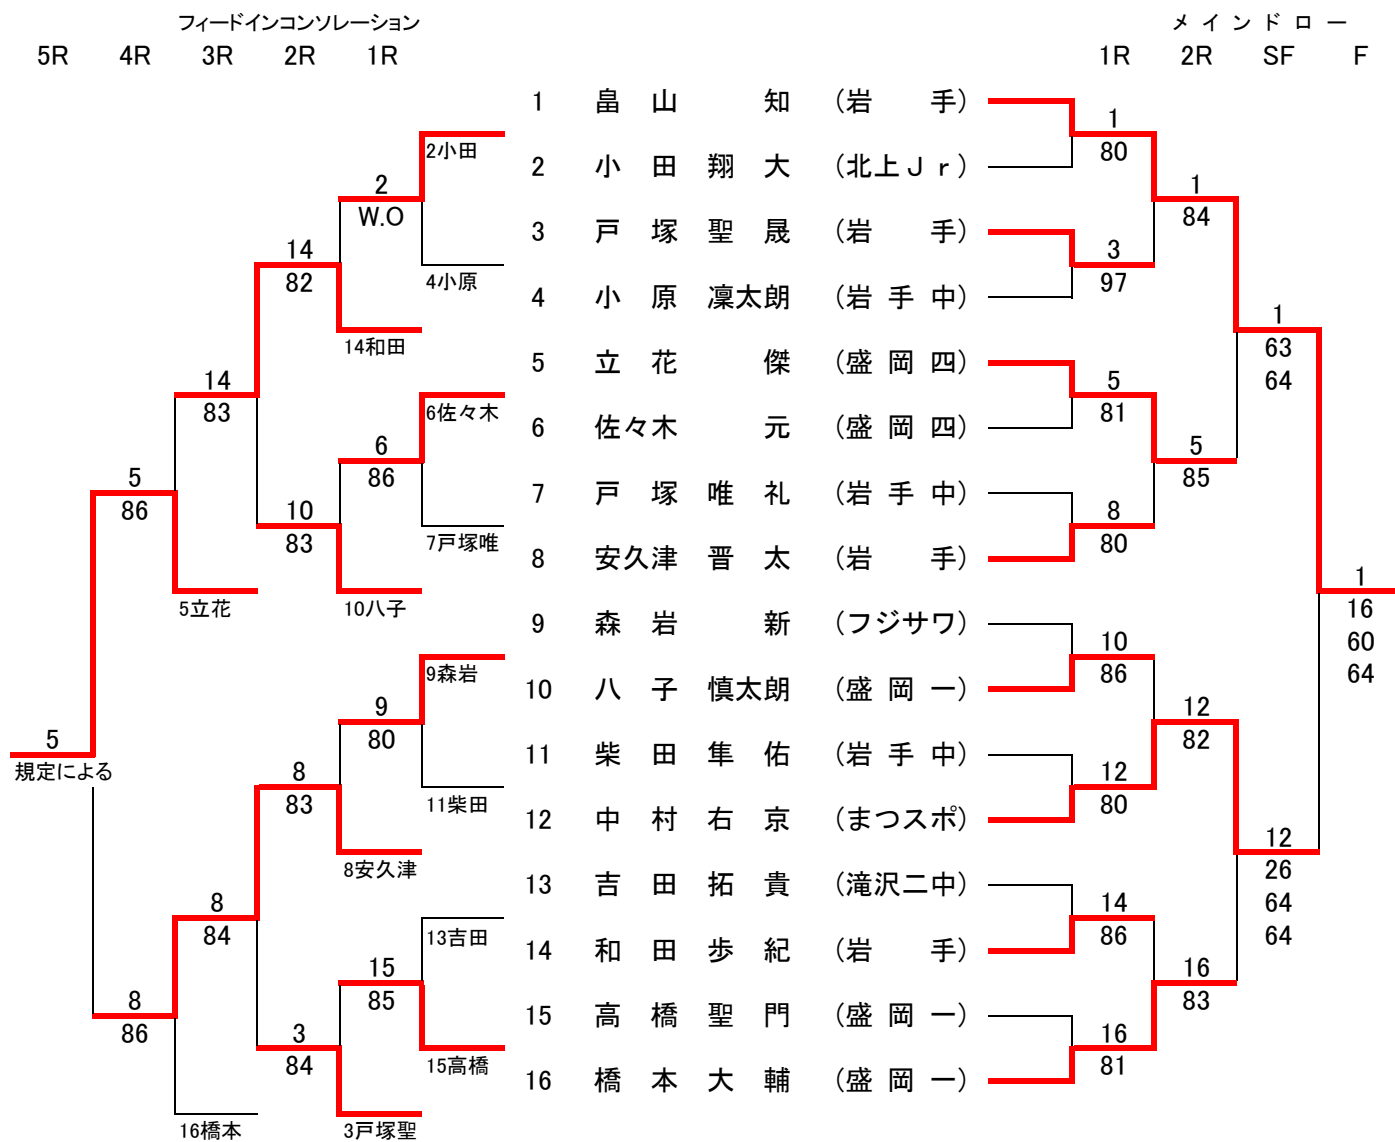 フィードインコンソレーション
メインドロー
5R 4R 3R 2R 1R
1R 2R SF F
1 畠山 知 (岩 手)
2小田
1
80
2 小田 翔大 (北上Jr)
2
W.O
1
84
3 戸塚 聖晟 (岩 手)
14
82
4小原
3
97
4 小原 凜太朗 (岩手中)
14和田
1
63
64
5 立花 傑 (盛岡四)
14
83
6佐々木
5
81
6 佐々木 元 (盛岡四)
6
86
5
85
5
86
7 戸塚 唯礼 (岩手中)
10
83
7戸塚唯
8
80
8 安久津 晋太 (岩 手)
5立花
10八子
1
16
60
64
9 森岩 新 (フジサワ)
9森岩
10
86
10 八子 慎太朗 (盛岡一)
9
80
12
82
5
規定による
11 柴田 隼佑 (岩手中)
8
83
11柴田
12
80
12 中村 右京 (まつスポ)
8安久津
12
26
64
64
13 吉田 拓貴 (滝沢二中)
8
84
13吉田
14
86
14 和田 歩紀 (岩 手)
15
85
16
83
8
86
15 高橋 聖門 (盛岡一)
3
84
15高橋
16
81
16 橋本 大輔 (盛岡一)
16橋本
3戸塚聖